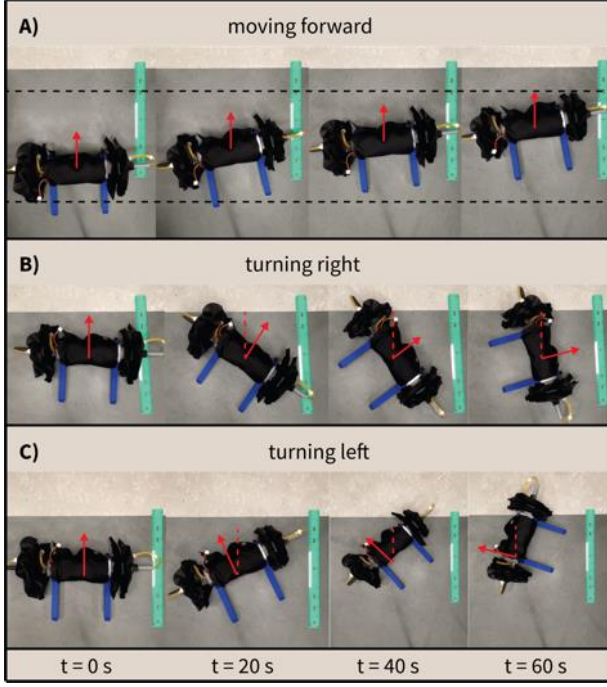 A) moving forward
B) turning right
C) turning left
t = 0 s t = 20 s t = 40 s t = 60 s